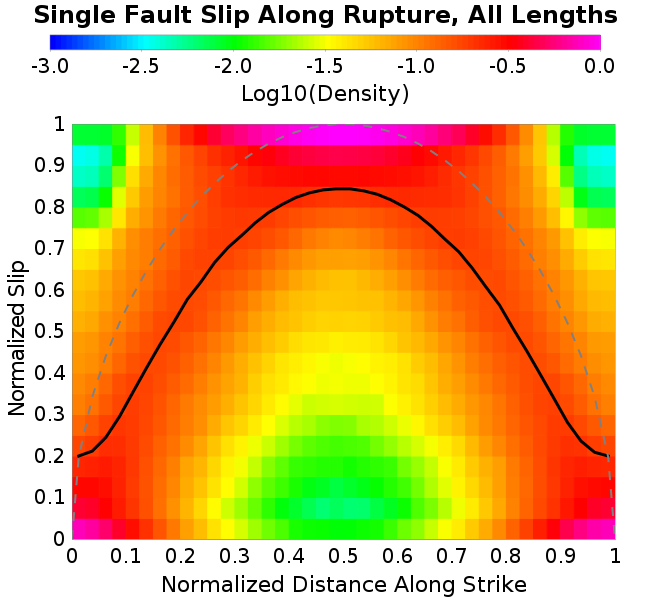 Single Fault Slip Along Rupture, All Lengths
-3.0 -2.5 -2.0 -1.5 -1.0 -0.5 0.0
Log10(Density)
Normalized Slip
1
0.9
0.8
0.7
0.6
0.5
0.4
0.3
0.2
0.1
0
0 0.1 0.2 0.3 0.4 0.5 0.6 0.7 0.8 0.9 1
Normalized Distance Along Strike